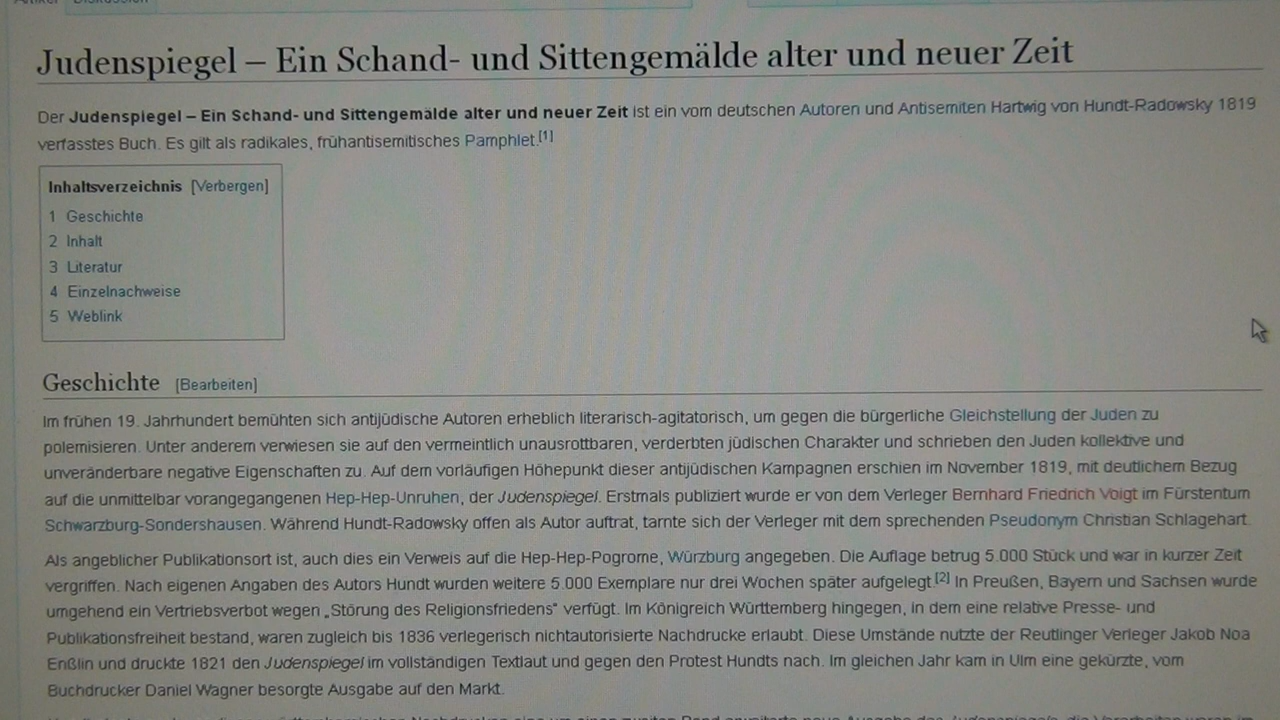 Artikel Diskussion
Judenspiegel – Ein Schand- und Sittengemälde alter und neuer Zeit
Der Judenspiegel – Ein Schand- und Sittengemälde alter und neuer Zeit ist ein vom deutschen Autoren und Antisemiten Hartwig von Hundt-Radowsky 1819
verfasstes Buch. Es gilt als radikales, frühantisemitisches Pamphlet.[1]
Inhaltsverzeichnis [Verbergen]
1 Geschichte
2 Inhalt
3 Literatur
4 Einzelnachweise
5 Weblink
Geschichte [Bearbeiten]
Im frühen 19. Jahrhundert bemühten sich antijüdische Autoren erheblich literarisch-agitatorisch, um gegen die bürgerliche Gleichstellung der Juden zu
polemisieren. Unter anderem verwiesen sie auf den vermeintlich unausrottbaren, verderbten jüdischen Charakter und schrieben den Juden kollektive und
unveränderbare negative Eigenschaften zu. Auf dem vorläufigen Höhepunkt dieser antijüdischen Kampagnen erschien im November 1819, mit deutlichem Bezug
auf die unmittelbar vorangegangenen Hep-Hep-Unruhen, der Judenspiegel. Erstmals publiziert wurde er von dem Verleger Bernhard Friedrich Voigt im Fürstentum
Schwarzburg-Sondershausen. Während Hundt-Radowsky offen als Autor auftrat, tarnte sich der Verleger mit dem sprechenden Pseudonym Christian Schlagehart.
Als angeblicher Publikationsort ist, auch dies ein Verweis auf die Hep-Hep-Pogrome, Würzburg angegeben. Die Auflage betrug 5.000 Stück und war in kurzer Zeit
vergriffen. Nach eigenen Angaben des Autors Hundt wurden weitere 5.000 Exemplare nur drei Wochen später aufgelegt.[2] In Preußen, Bayern und Sachsen wurde
umgehend ein Vertriebsverbot wegen „Störung des Religionsfriedens“ verfügt. Im Königreich Württemberg hingegen, in dem eine relative Presse- und
Publikationsfreiheit bestand, waren zugleich bis 1836 verlegerisch nichtautorisierte Nachdrucke erlaubt. Diese Umstände nutzte der Reutlinger Verleger Jakob Noa
Enßlin und druckte 1821 den Judenspiegel im vollständigen Textlaut und gegen den Protest Hundts nach. Im gleichen Jahr kam in Ulm eine gekürzte, vom
Buchdrucker Daniel Wagner besorgte Ausgabe auf den Markt.